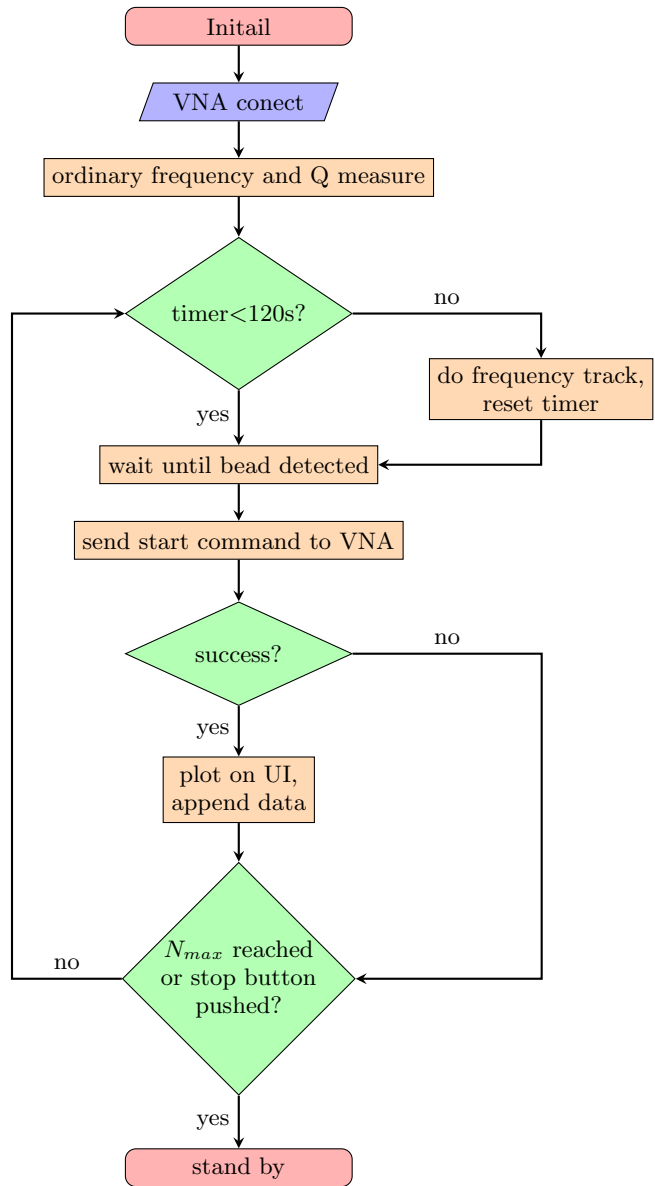 Initail
VNA conect
ordinary frequency and Q measure
timer<120s?
no
do frequency track,
reset timer
yes
wait until bead detected
send start command to VNA
success?
no
yes
plot on UI,
append data
N_{max} reached
or stop button
pushed?
no
yes
stand by